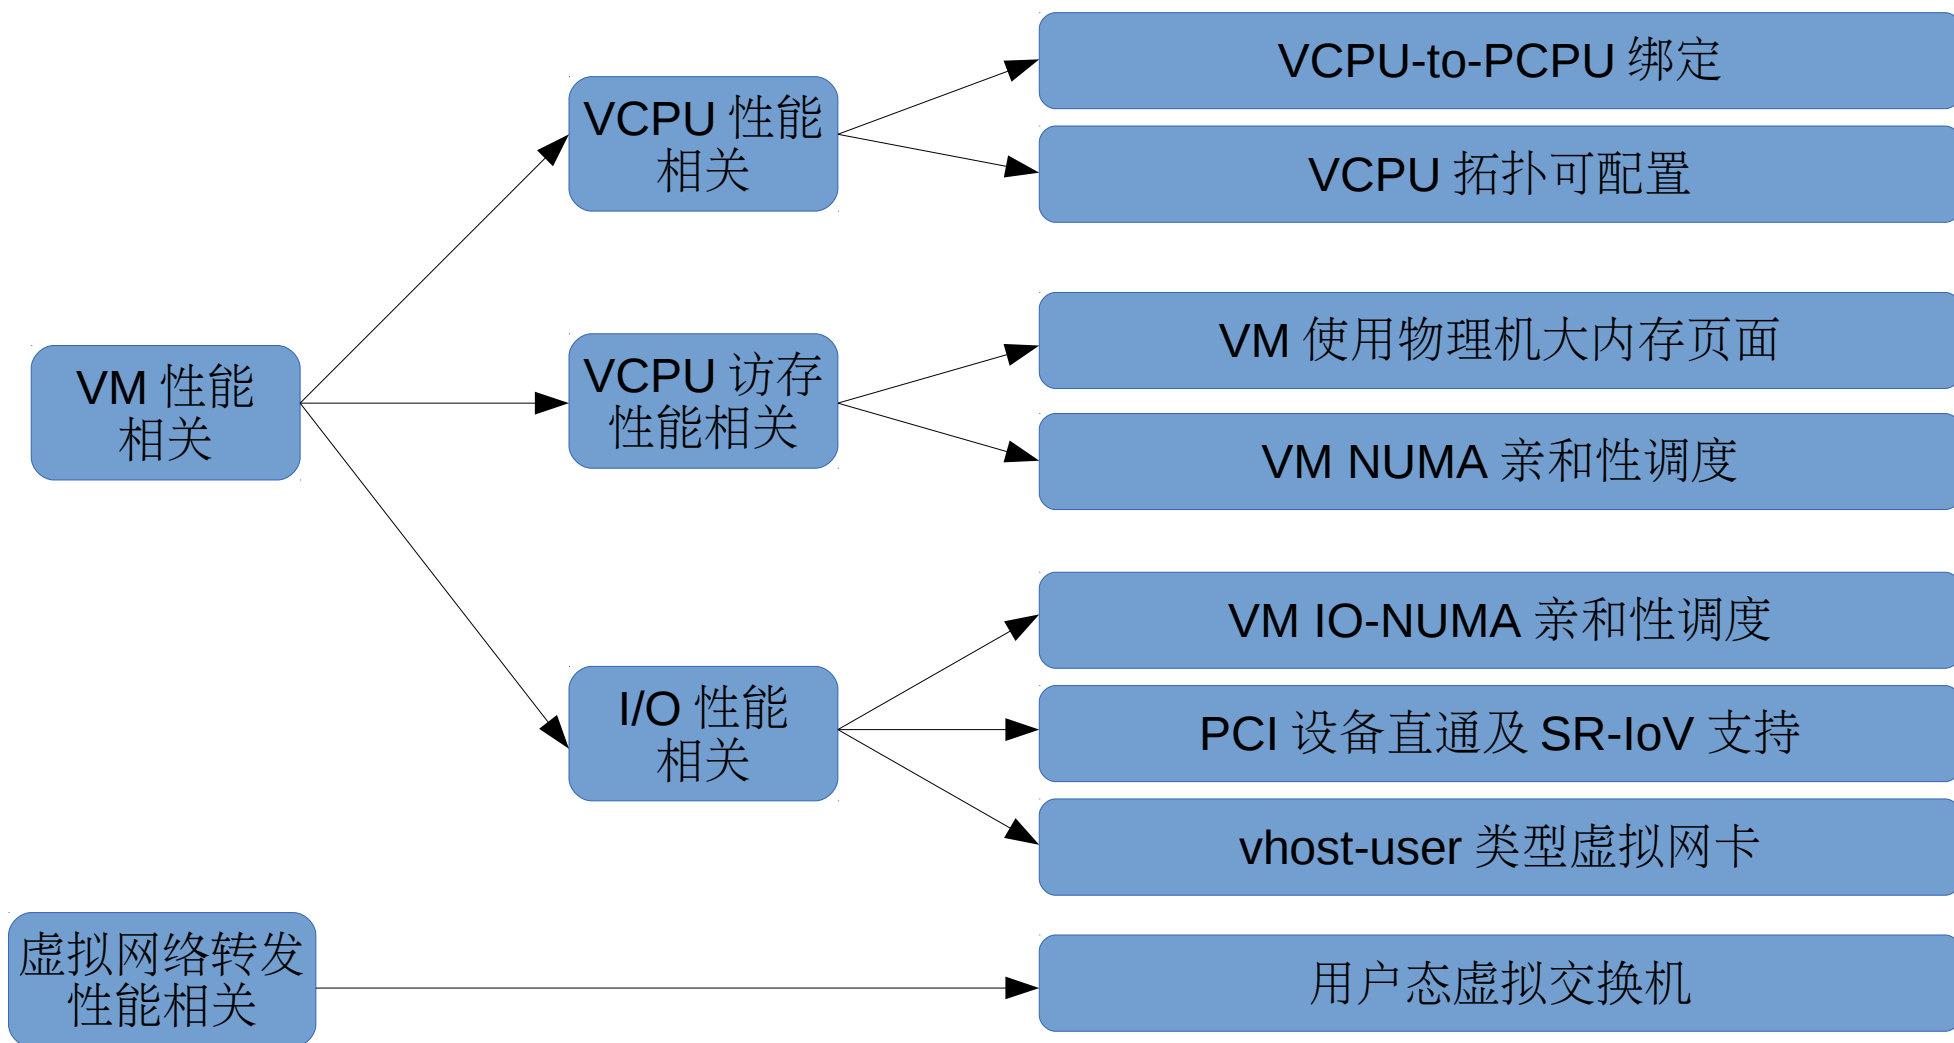 VCPU-to-PCPU 绑定
VCPU 性能
相关
VCPU 拓扑可配置
VM 使用物理机大内存页面
VM 性能
相关
VCPU 访存
性能相关
VM NUMA 亲和性调度
VM IO-NUMA 亲和性调度
I/O 性能
相关
PCI 设备直通及 SR-IoV 支持
vhost-user 类型虚拟网卡
虚拟网络转发
性能相关
用户态虚拟交换机